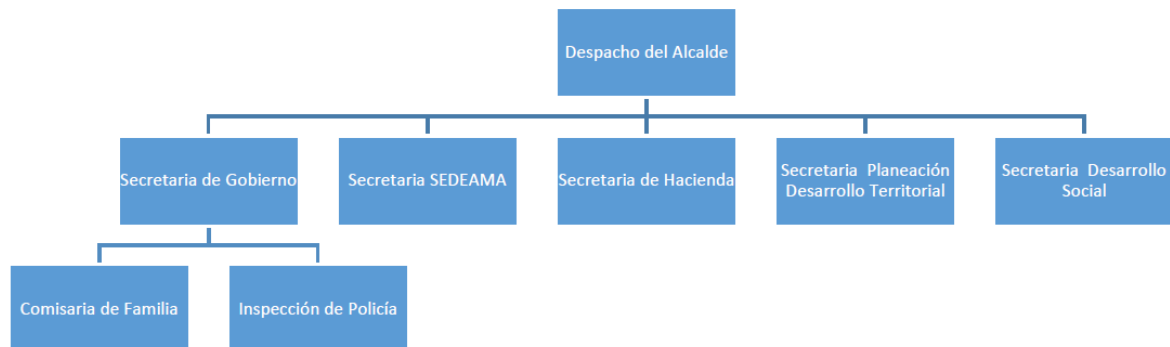 Despacho del Alcalde
Secretaria de Gobierno
Secretaria SEDEAMA
Secretaria de Hacienda
Secretaria Planeación
Desarrollo Territorial
Secretaria Desarrollo
Social
Comisaria de Familia
Inspección de Policía